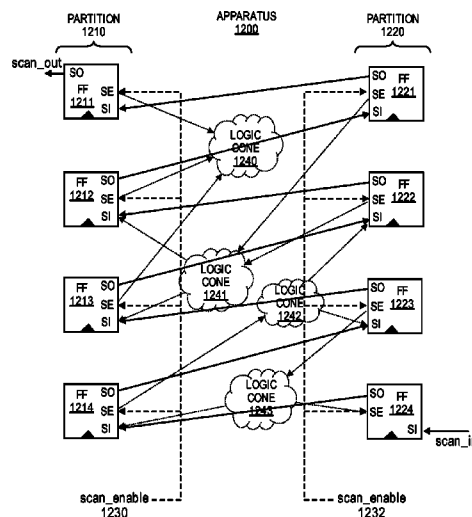 PARTITION
1210
APPARATUS
1200
PARTITION
1220
scan_out
SO
FF
1211
SE
SI
SO
FF
1221
SE
SI
LOGIC
CONE
1240
SO
FF
1212
SE
SI
SO
FF
1222
SE
SI
LOGIC
CONE
1241
SO
FF
1213
SE
SI
LOGIC
CONE
1242
SO
FF
1223
SE
SI
SO
FF
1214
SE
SI
LOGIC
CONE
1243
SO
FF
1224
SE
SI
scan_i
scan_enable
1230
scan_enable
1232